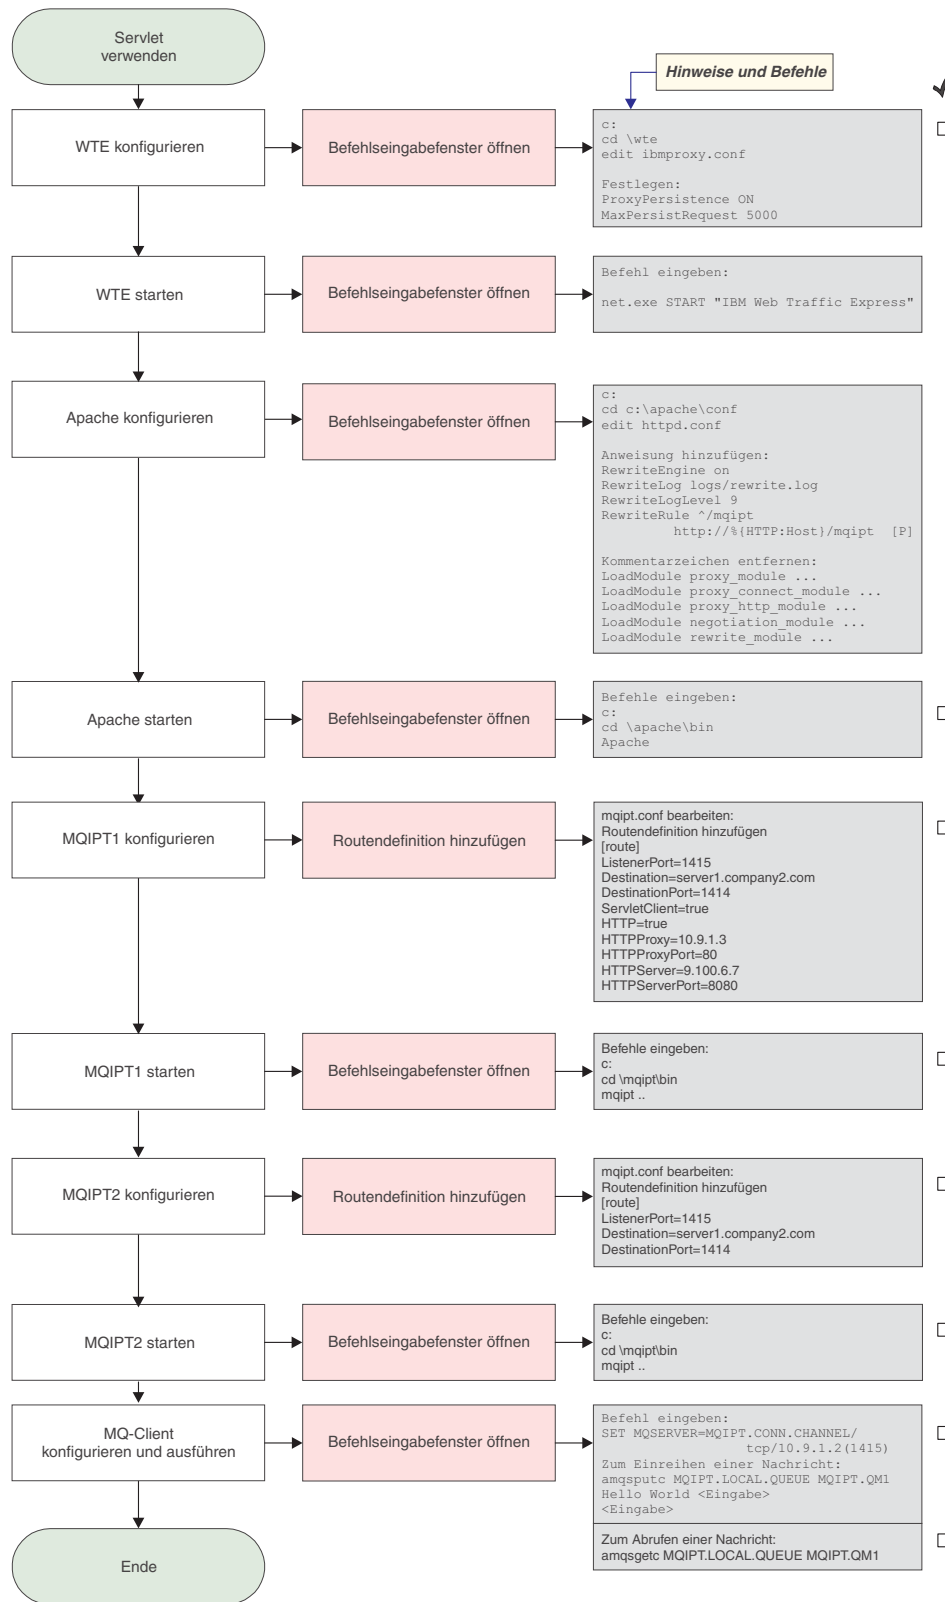 Servlet
verwenden
Hinweise und Befehle
WTE konfigurieren
Befehlseingabefenster öffnen
c:
cd \wte
edit ibmproxy.conf
Festlegen:
ProxyPersistence ON
MaxPersistRequest 5000
WTE starten
Befehlseingabefenster öffnen
Befehl eingeben:
net.exe START "IBM Web Traffic Express"
Apache konfigurieren
Befehlseingabefenster öffnen
c:
cd c:\apache\conf
edit httpd.conf
Anweisung hinzufügen:
RewriteEngine on
RewriteLog logs/rewrite.log
RewriteLogLevel 9
RewriteRule ^/mqipt
http://%{HTTP:Host}/mqipt [P]
Kommentarzeichen entfernen:
LoadModule proxy_module ...
LoadModule proxy_connect_module ...
LoadModule proxy_http_module ...
LoadModule negotiation_module ...
LoadModule rewrite_module ...
Apache starten
Befehlseingabefenster öffnen
Befehle eingeben:
c:
cd \apache\bin
Apache
MQIPT1 konfigurieren
Routendefinition hinzufügen
mqipt.conf bearbeiten:
Routendefinition hinzufügen
[route]
ListenerPort=1415
Destination=server1.company2.com
DestinationPort=1414
ServletClient=true
HTTP=true
HTTPProxy=10.9.1.3
HTTPProxyPort=80
HTTPServer=9.100.6.7
HTTPServerPort=8080
MQIPT1 starten
Befehlseingabefenster öffnen
Befehle eingeben:
c:
cd \mqipt\bin
mqipt ..
MQIPT2 konfigurieren
Routendefinition hinzufügen
mqipt.conf bearbeiten:
Routendefinition hinzufügen
[route]
ListenerPort=1415
Destination=server1.company2.com
DestinationPort=1414
MQIPT2 starten
Befehlseingabefenster öffnen
Befehle eingeben:
c:
cd \mqipt\bin
mqipt ..
MQ-Client
konfigurieren und ausführen
Befehlseingabefenster öffnen
Befehl eingeben:
SET MQSERVER=MQIPT.CONN.CHANNEL/
tcp/10.9.1.2(1415)
Zum Einreihen einer Nachricht:
amqsputc MQIPT.LOCAL.QUEUE MQIPT.QM1
Hello World <Eingabe>
<Eingabe>
Zum Abrufen einer Nachricht:
amqsgetc MQIPT.LOCAL.QUEUE MQIPT.QM1
Ende